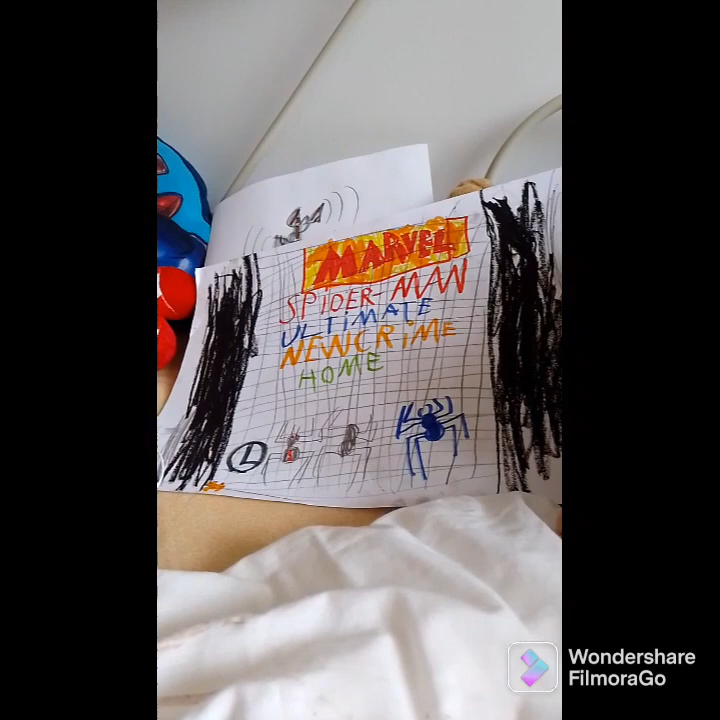 MARVEL
SPiDER-MAN
ULTiMATE
NEWCRiME
HOME
L
Wondershare
FilmoraGo